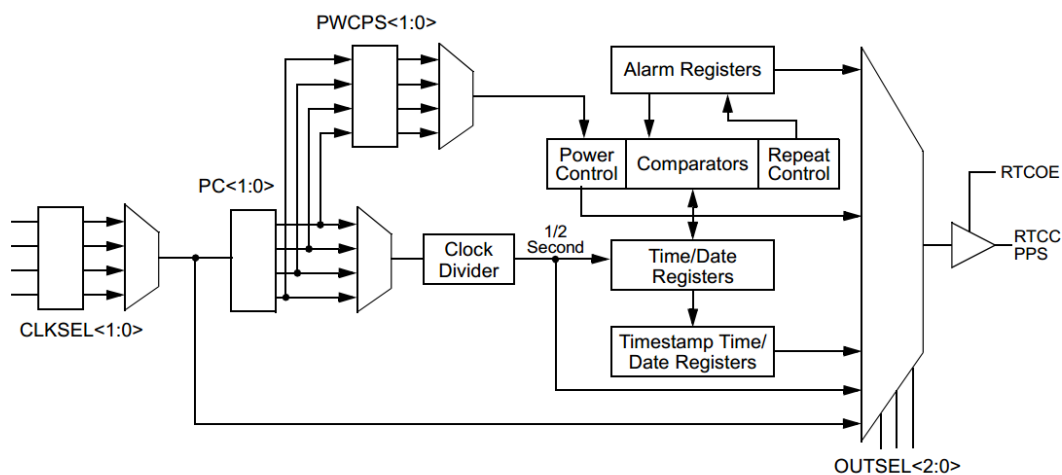 PWCPS<1:0>
Alarm Registers
Power
Control
Comparators
Repeat
Control
PC<1:0>
RTCOE
1/2
Second
Clock
Divider
Time/Date
Registers
RTCC
PPS
CLKSEL<1:0>
Timestamp Time/
Date Registers
OUTSEL<2:0>